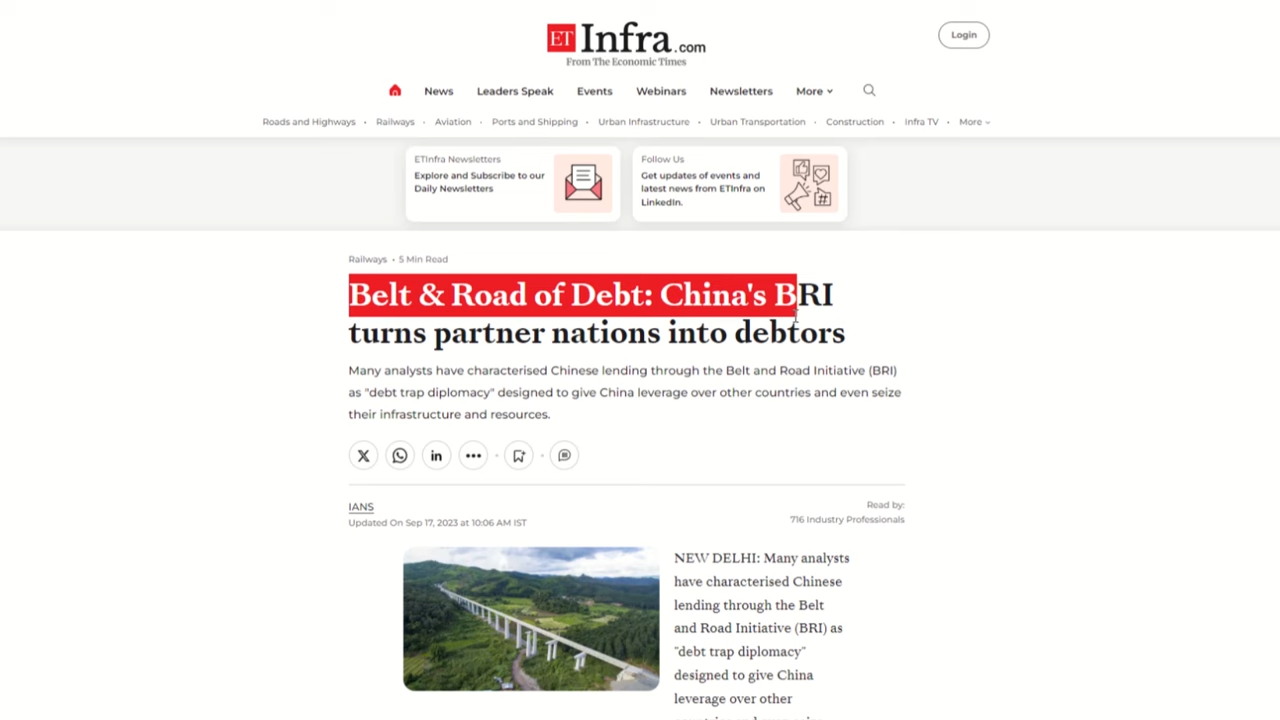 ET Infra.com
From The Economic Times
Login
News Leaders Speak Events Webinars Newsletters More
Roads and Highways • Railways • Aviation • Ports and Shipping • Urban Infrastructure • Urban Transportation • Construction • Infra TV • More
ETInfra Newsletters
Explore and Subscribe to our
Daily Newsletters
Follow Us
Get updates of events and
latest news from ETInfra on
LinkedIn.
Railways • 5 Min Read
Belt & Road of Debt: China's BRI
turns partner nations into debtors
Many analysts have characterised Chinese lending through the Belt and Road Initiative (BRI)
as "debt trap diplomacy" designed to give China leverage over other countries and even seize
their infrastructure and resources.
IANS
Updated On Sep 17, 2023 at 10:06 AM IST
Read by:
716 Industry Professionals
NEW DELHI: Many analysts
have characterised Chinese
lending through the Belt
and Road Initiative (BRI) as
"debt trap diplomacy"
designed to give China
leverage over other